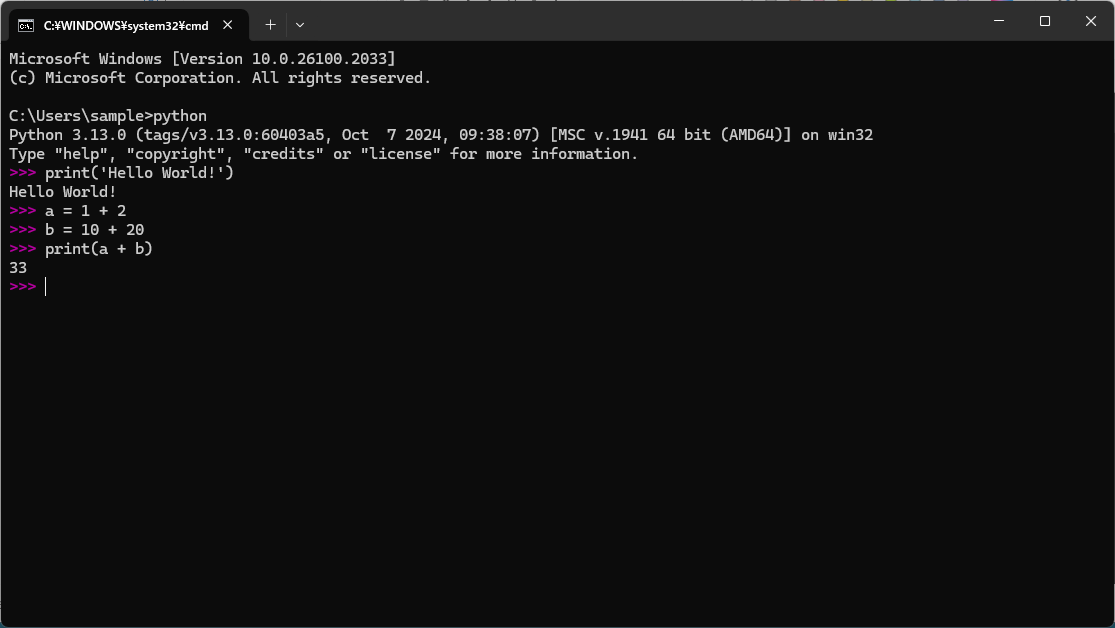 C:¥WINDOWS¥system32¥cmd
Microsoft Windows [Version 10.0.26100.2033]
(c) Microsoft Corporation. All rights reserved.
C:\Users\sample>python
Python 3.13.0 (tags/v3.13.0:60403a5, Oct  7 2024, 09:38:07) [MSC v.1941 64 bit (AMD64)] on win32
Type "help", "copyright", "credits" or "license" for more information.
>>> print('Hello World!')
Hello World!
>>> a = 1 + 2
>>> b = 10 + 20
>>> print(a + b)
33
>>>